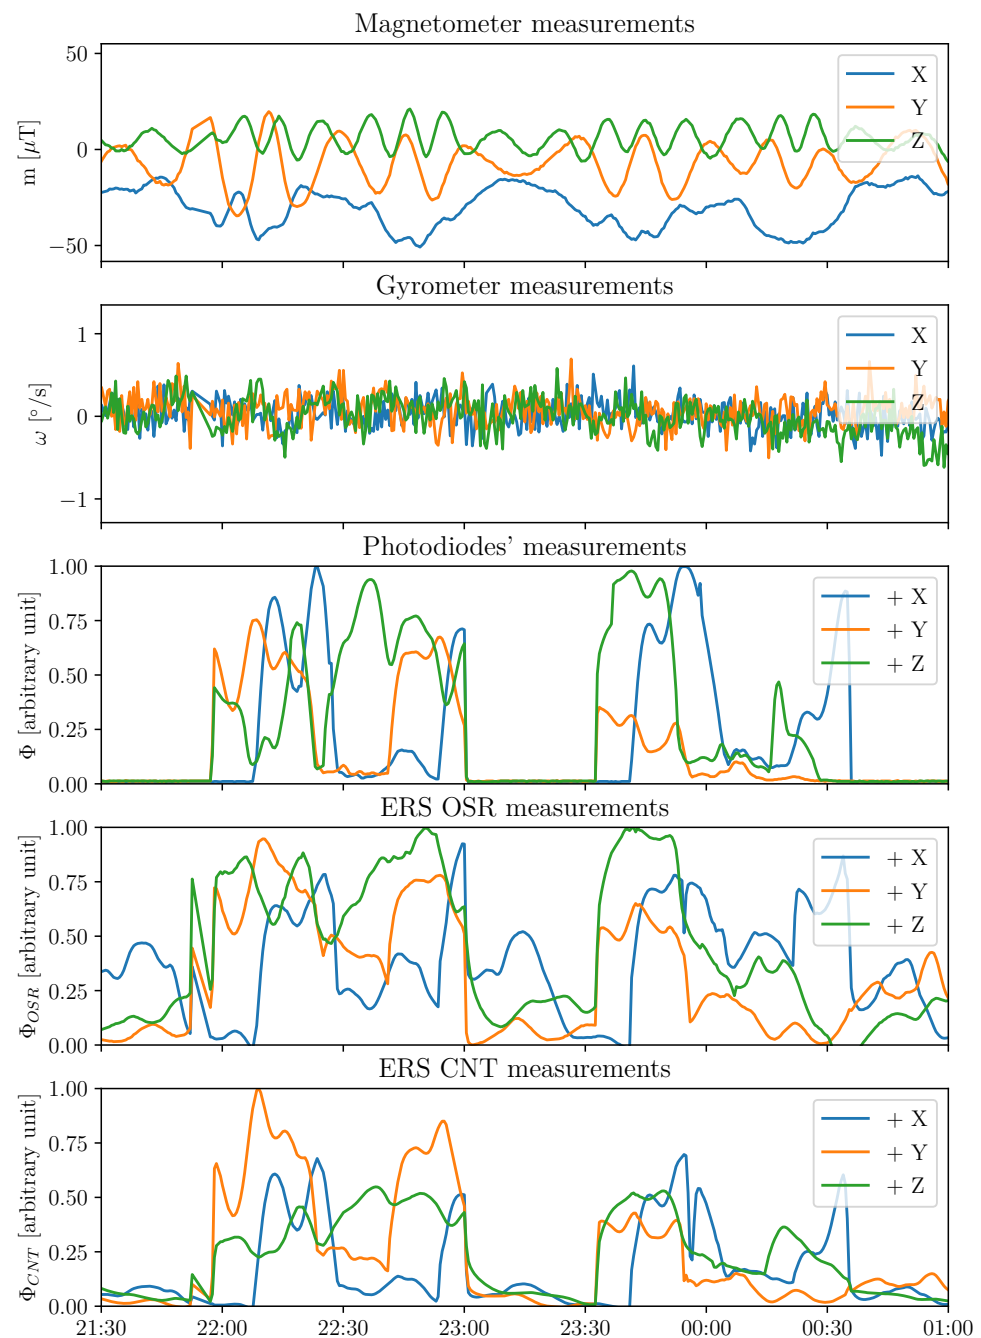 Magnetometer measurements
m [μT]
50
0
−50
X
Y
Z
Gyrometer measurements
ω, [°/s]
1
0
−1
X
Y
Z
Photodiodes' measurements
Φ [arbitrary unit]
1.00
0.75
0.50
0.25
0.00
+ X
+ Y
+ Z
ERS OSR measurements
Φ_OSR [arbitrary unit]
1.00
0.75
0.50
0.25
0.00
+ X
+ Y
+ Z
ERS CNT measurements
Φ_CNT [arbitrary unit]
1.00
0.75
0.50
0.25
0.00
+ X
+ Y
+ Z
21:30 22:00 22:30 23:00 23:30 00:00 00:30 01:00